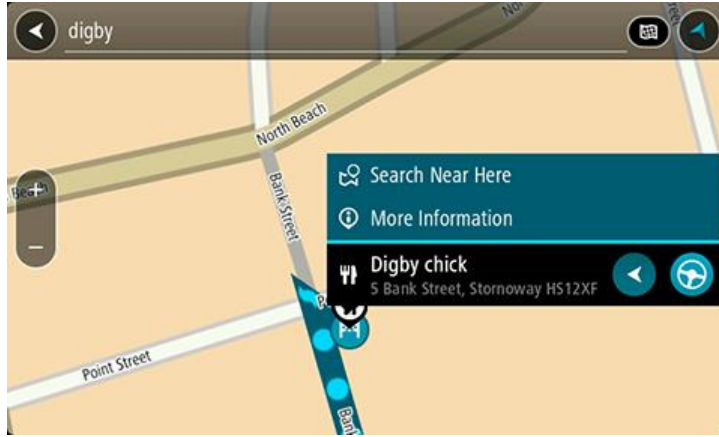 digby
North Beach
Bank Street
Point Street
Search Near Here
More Information
Digby chick
5 Bank Street, Stornoway HS12XF